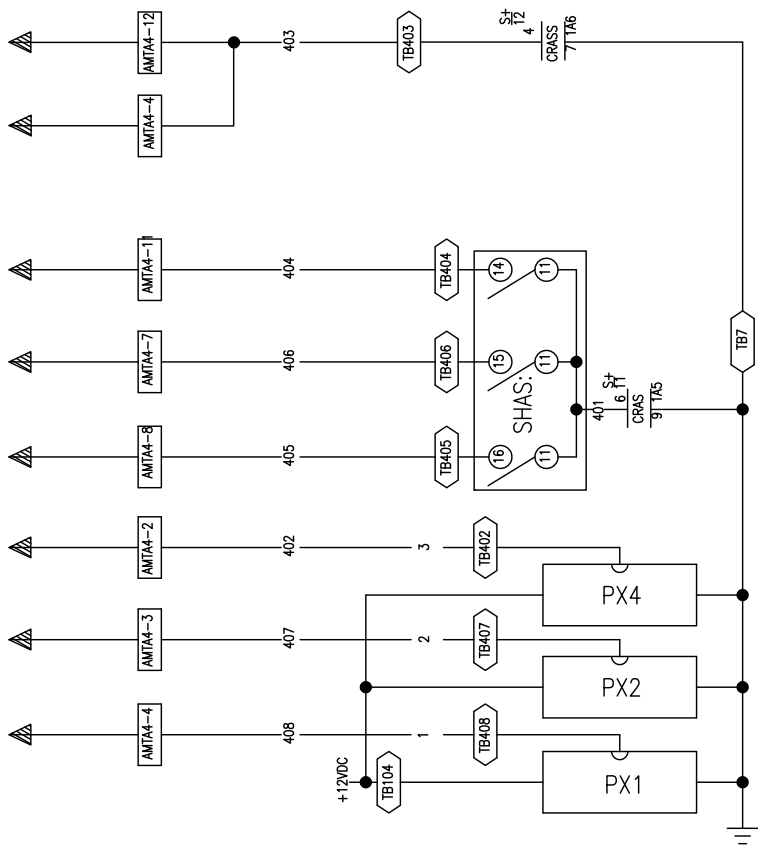 AMTA4-12
403
TB403
S+
12
4
CRASS
7
1A6
AMTA4-4
AMTA4-11
404
TB404
14
11
AMTA4-7
406
TB406
15
11
TB7
SHAS:
401
S+
11
6
CRAS
9
1A5
AMTA4-8
405
TB405
16
11
AMTA4-2
402
3
TB402
PX4
AMTA4-3
407
2
TB407
PX2
AMTA4-4
408
1
TB408
+12VDC
TB104
PX1